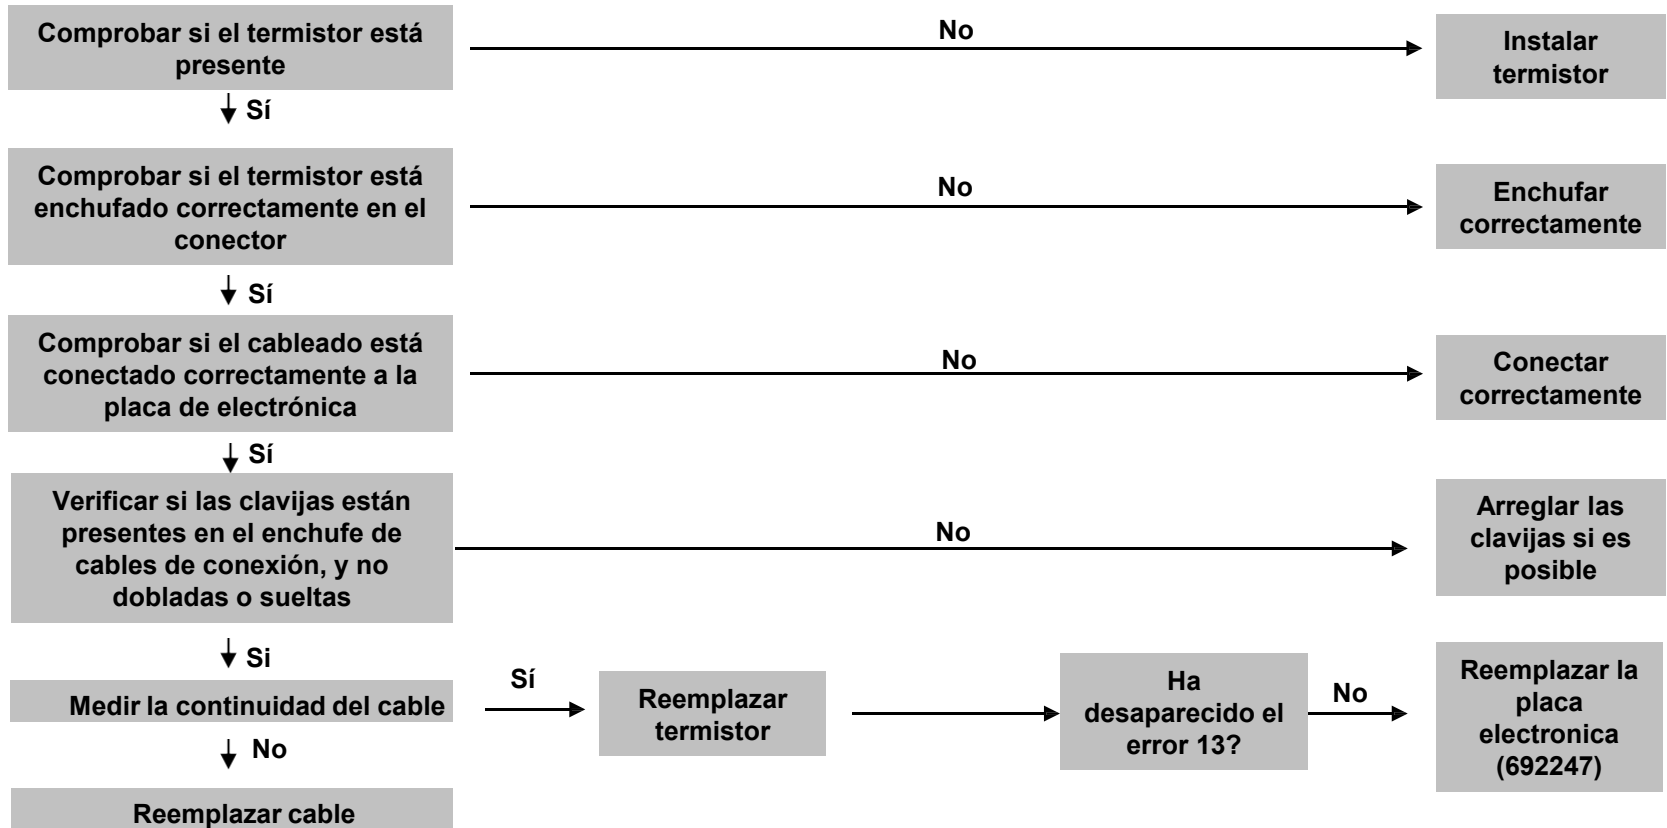 Comprobar si el termistor está
presente
No
Instalar
termistor
Sí
Comprobar si el termistor está
enchufado correctamente en el
conector
No
Enchufar
correctamente
Sí
Comprobar si el cableado está
conectado correctamente a la
placa de electrónica
No
Conectar
correctamente
Sí
Verificar si las clavijas están
presentes en el enchufe de
cables de conexión, y no
dobladas o sueltas
No
Arreglar las
clavijas si es
posible
Si
Medir la continuidad del cable
Sí
Reemplazar
termistor
Ha
desaparecido el
error 13?
No
Reemplazar la
placa
electronica
(692247)
No
Reemplazar cable